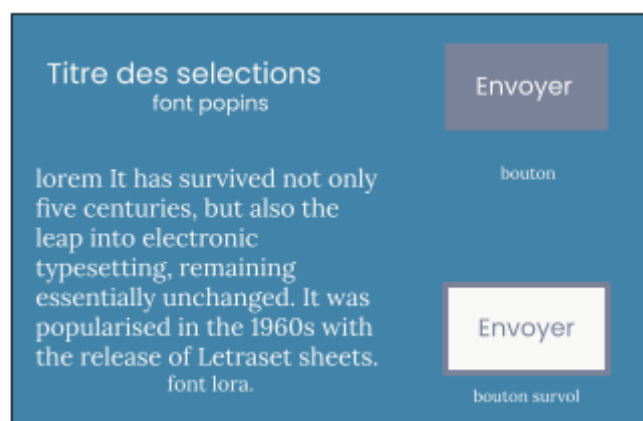 Titre des selections
font popins
lorem It has survived not only
five centuries, but also the
leap into electronic
typesetting, remaining
essentially unchanged. It was
popularised in the 1960s with
the release of Letraset sheets.
font lora.
Envoyer
bouton
Envoyer
bouton survol